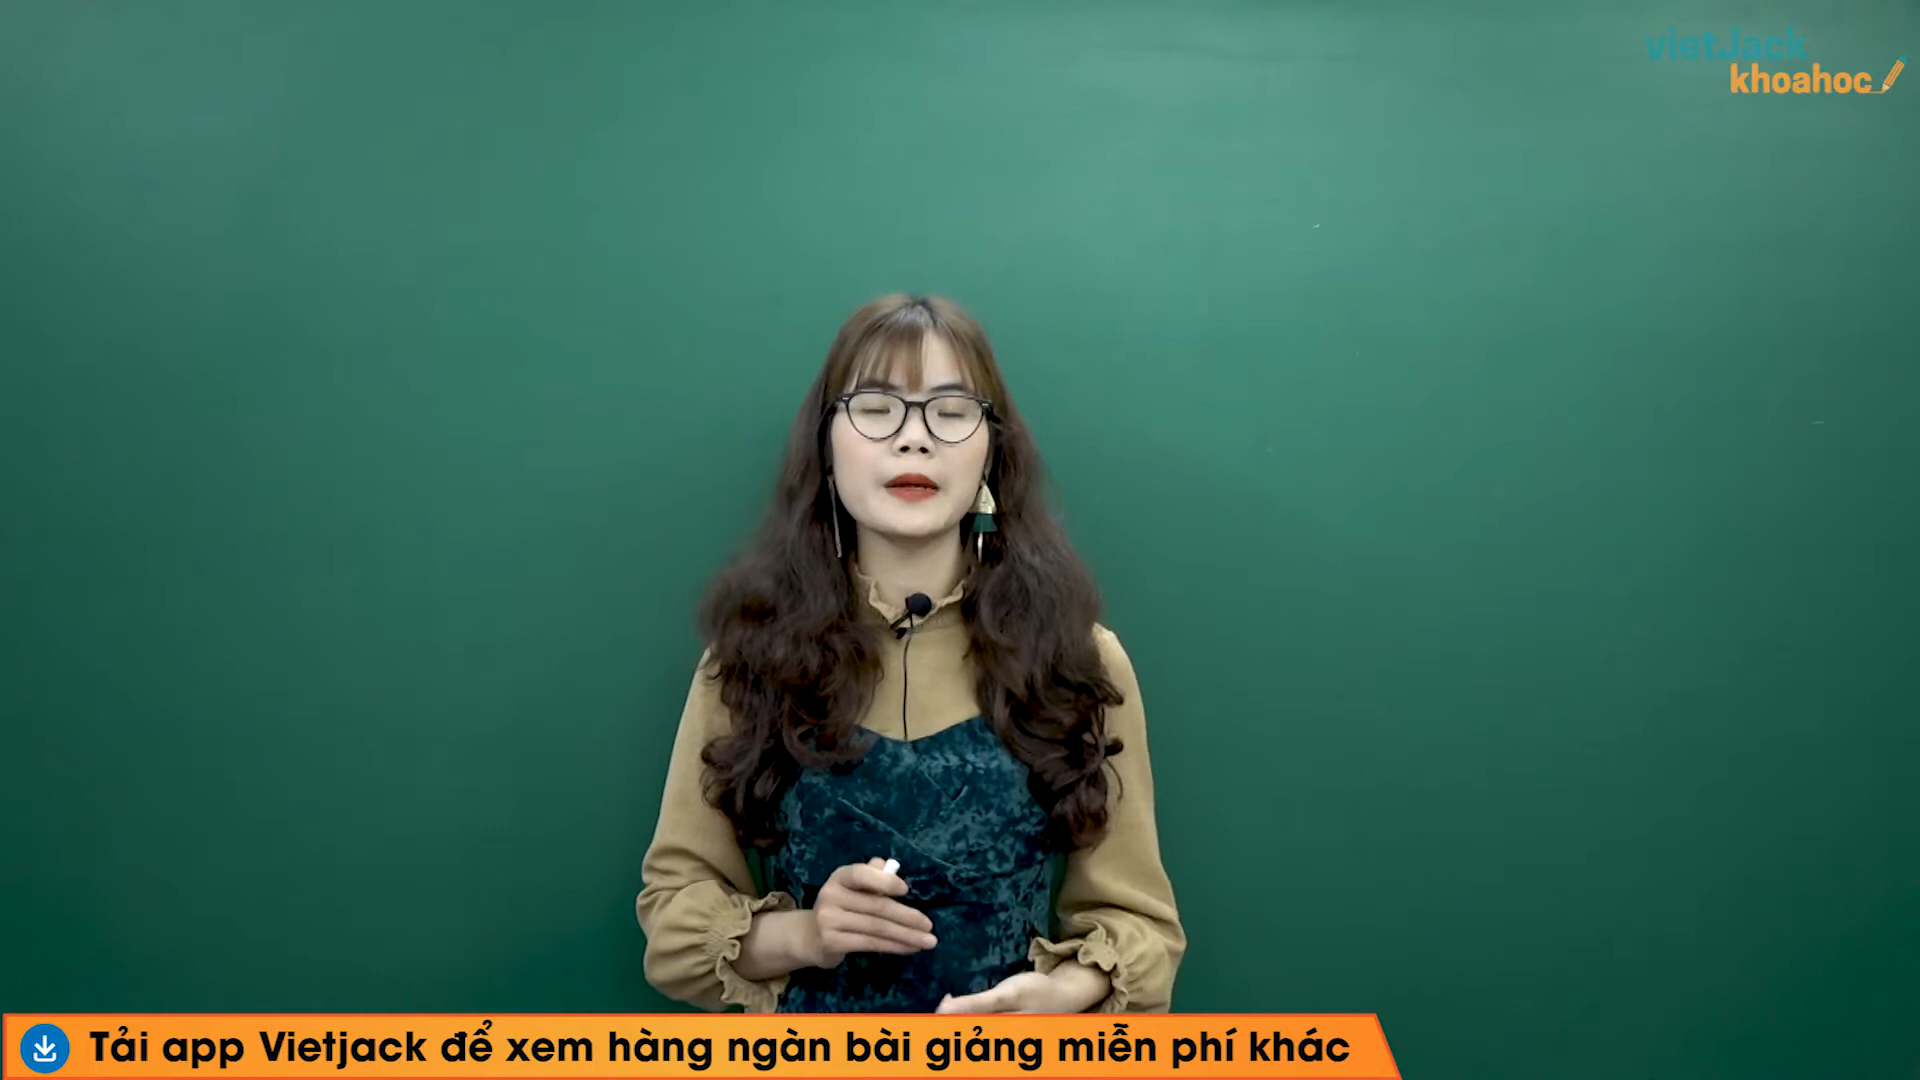 vietJack
khoahoc
Tải app Vietjack để xem hàng ngàn bài giảng miễn phí khác